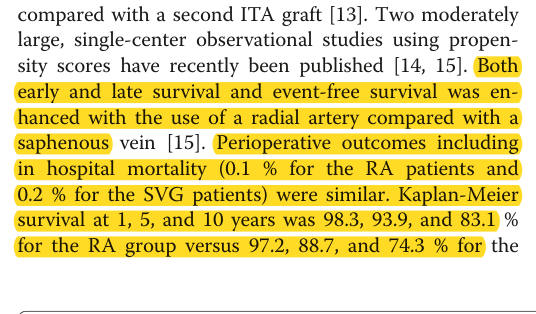 compared with a second ITA graft [13]. Two moderately
large, single-center observational studies using propen-
sity scores have recently been published [14, 15]. Both
early and late survival and event-free survival was en-
hanced with the use of a radial artery compared with a
saphenous vein [15]. Perioperative outcomes including
in hospital mortality (0.1 % for the RA patients and
0.2 % for the SVG patients) were similar. Kaplan-Meier
survival at 1, 5, and 10 years was 98.3, 93.9, and 83.1 %
for the RA group versus 97.2, 88.7, and 74.3 % for the